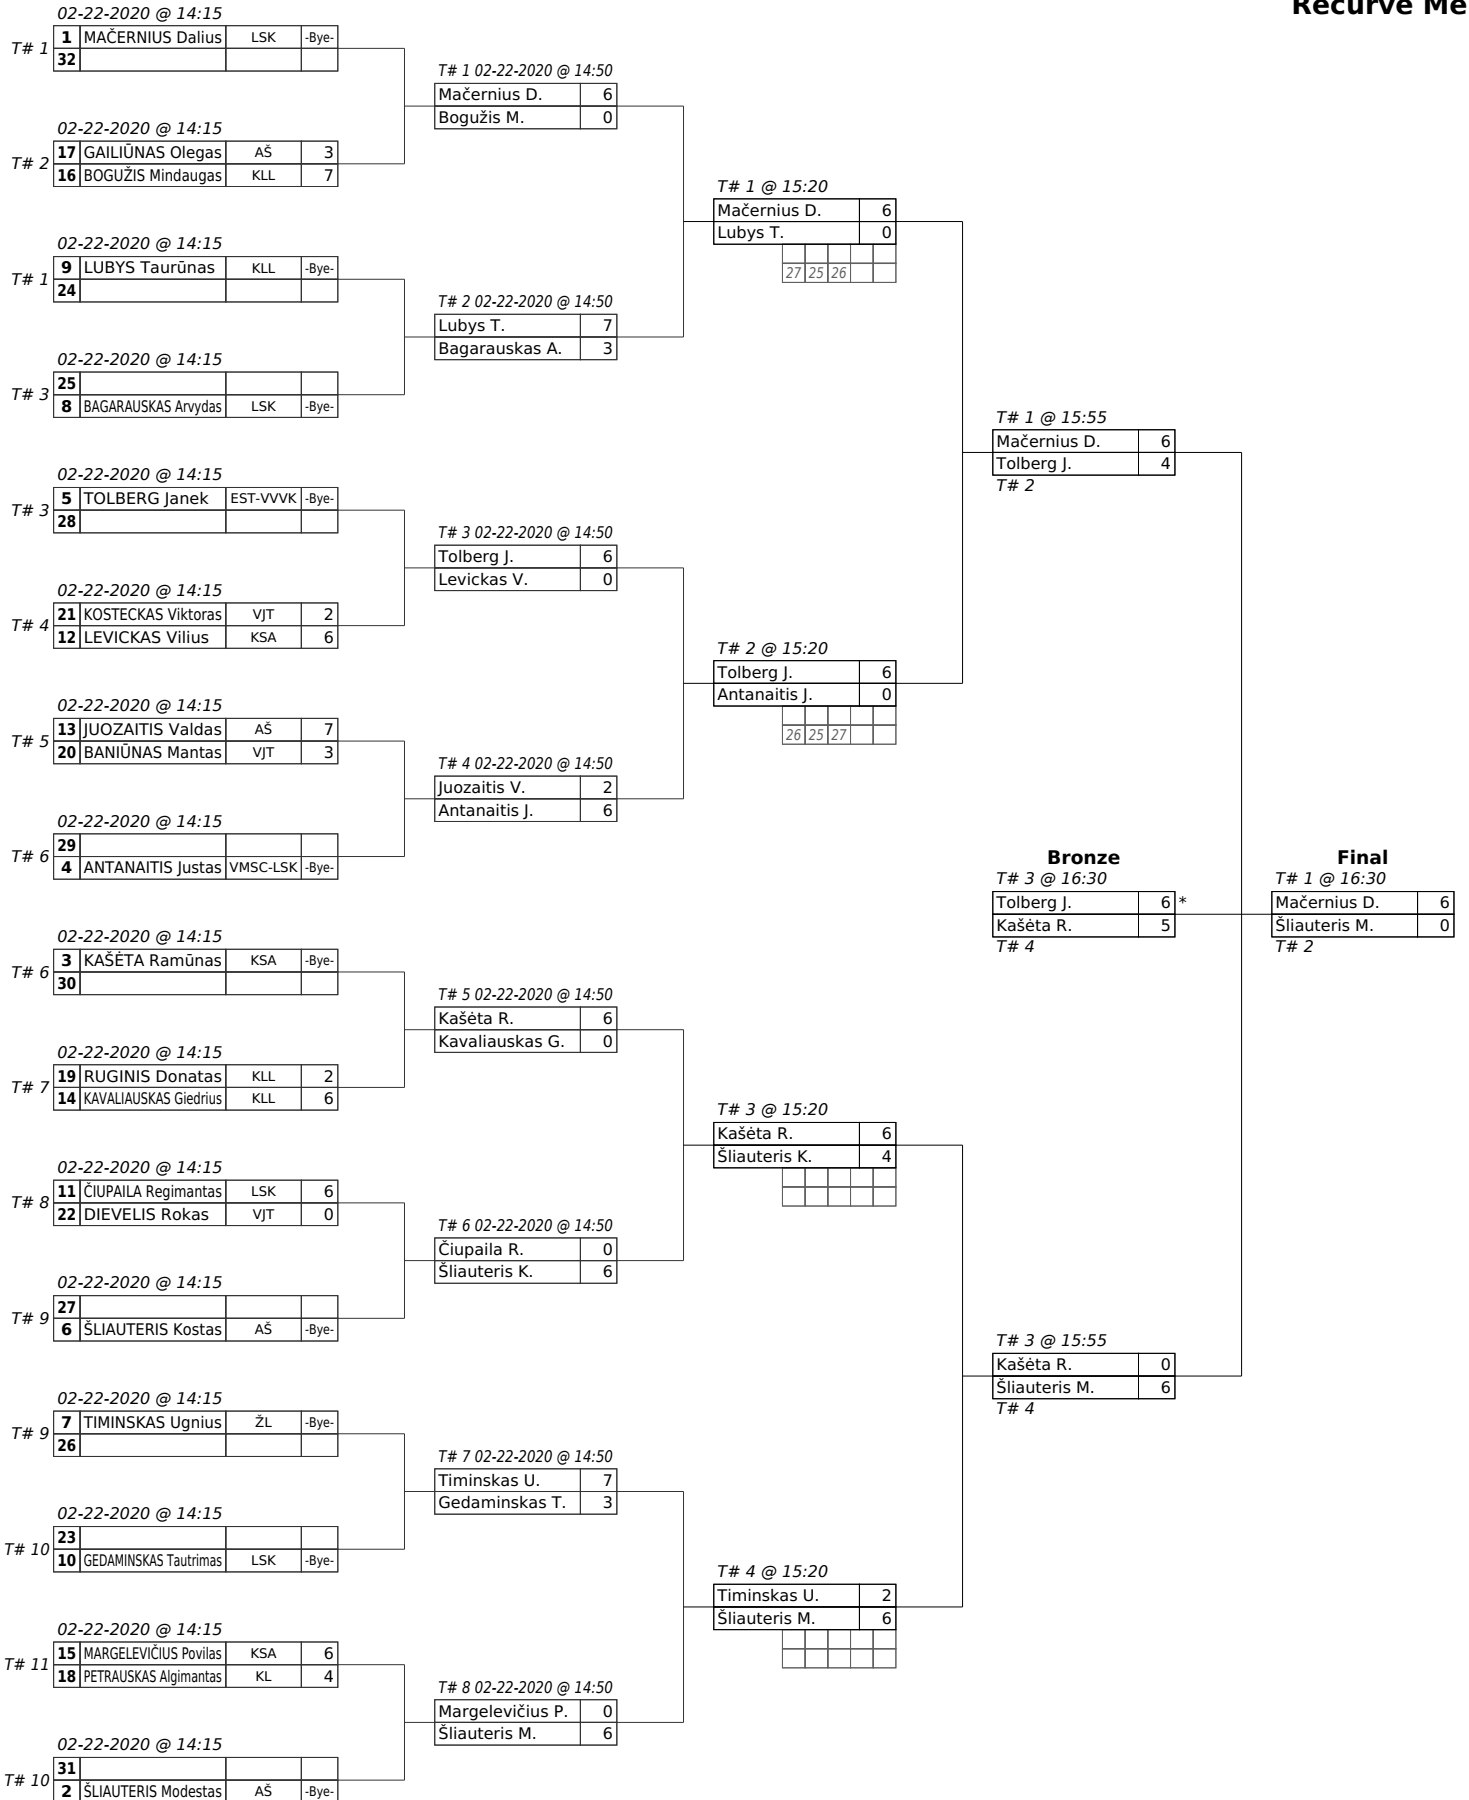 Recurve Me
02-22-2020 @ 14:15
T# 1
1 MAČERNIUS Dalius LSK -Bye-
32
02-22-2020 @ 14:15
T# 2
17 GAILIŪNAS Olegas AŠ 3
16 BOGUŽIS Mindaugas KLL 7
02-22-2020 @ 14:15
T# 1
9 LUBYS Taurūnas KLL -Bye-
24
02-22-2020 @ 14:15
T# 3
25
8 BAGARAUSKAS Arvydas LSK -Bye-
02-22-2020 @ 14:15
T# 3
5 TOLBERG Janek EST-VVVK -Bye-
28
02-22-2020 @ 14:15
T# 4
21 KOSTECKAS Viktoras VJT 2
12 LEVICKAS Vilius KSA 6
02-22-2020 @ 14:15
T# 5
13 JUOZAITIS Valdas AŠ 7
20 BANIŪNAS Mantas VJT 3
02-22-2020 @ 14:15
T# 6
29
4 ANTANAITIS Justas VMSC-LSK -Bye-
02-22-2020 @ 14:15
T# 6
3 KAŠĖTA Ramūnas KSA -Bye-
30
02-22-2020 @ 14:15
T# 7
19 RUGINIS Donatas KLL 2
14 KAVALIAUSKAS Giedrius KLL 6
02-22-2020 @ 14:15
T# 8
11 ČIUPAILA Regimantas LSK 6
22 DIEVELIS Rokas VJT 0
02-22-2020 @ 14:15
T# 9
27
6 ŠLIAUTERIS Kostas AŠ -Bye-
02-22-2020 @ 14:15
T# 9
7 TIMINSKAS Ugnius ŽL -Bye-
26
02-22-2020 @ 14:15
T# 10
23
10 GEDAMINSKAS Tautrimas LSK -Bye-
02-22-2020 @ 14:15
T# 11
15 MARGELEVIČIUS Povilas KSA 6
18 PETRAUSKAS Algimantas KL 4
02-22-2020 @ 14:15
T# 10
31
2 ŠLIAUTERIS Modestas AŠ -Bye-
T# 1 02-22-2020 @ 14:50
Mačernius D. 6
Bogužis M. 0
T# 2 02-22-2020 @ 14:50
Lubys T. 7
Bagarauskas A. 3
T# 3 02-22-2020 @ 14:50
Tolberg J. 6
Levickas V. 0
T# 4 02-22-2020 @ 14:50
Juozaitis V. 2
Antanaitis J. 6
T# 5 02-22-2020 @ 14:50
Kašėta R. 6
Kavaliauskas G. 0
T# 6 02-22-2020 @ 14:50
Čiupaila R. 0
Šliauteris K. 6
T# 7 02-22-2020 @ 14:50
Timinskas U. 7
Gedaminskas T. 3
T# 8 02-22-2020 @ 14:50
Margelevičius P. 0
Šliauteris M. 6
T# 1 @ 15:20
Mačernius D. 6
Lubys T. 0
27 25 26
T# 2 @ 15:20
Tolberg J. 6
Antanaitis J. 0
26 25 27
T# 3 @ 15:20
Kašėta R. 6
Šliauteris K. 4
T# 4 @ 15:20
Timinskas U. 2
Šliauteris M. 6
T# 1 @ 15:55
Mačernius D. 6
Tolberg J. 4
T# 2
Bronze
T# 3 @ 16:30
Tolberg J. 6 *
Kašėta R. 5
T# 4
T# 3 @ 15:55
Kašėta R. 0
Šliauteris M. 6
T# 4
Final
T# 1 @ 16:30
Mačernius D. 6
Šliauteris M. 0
T# 2